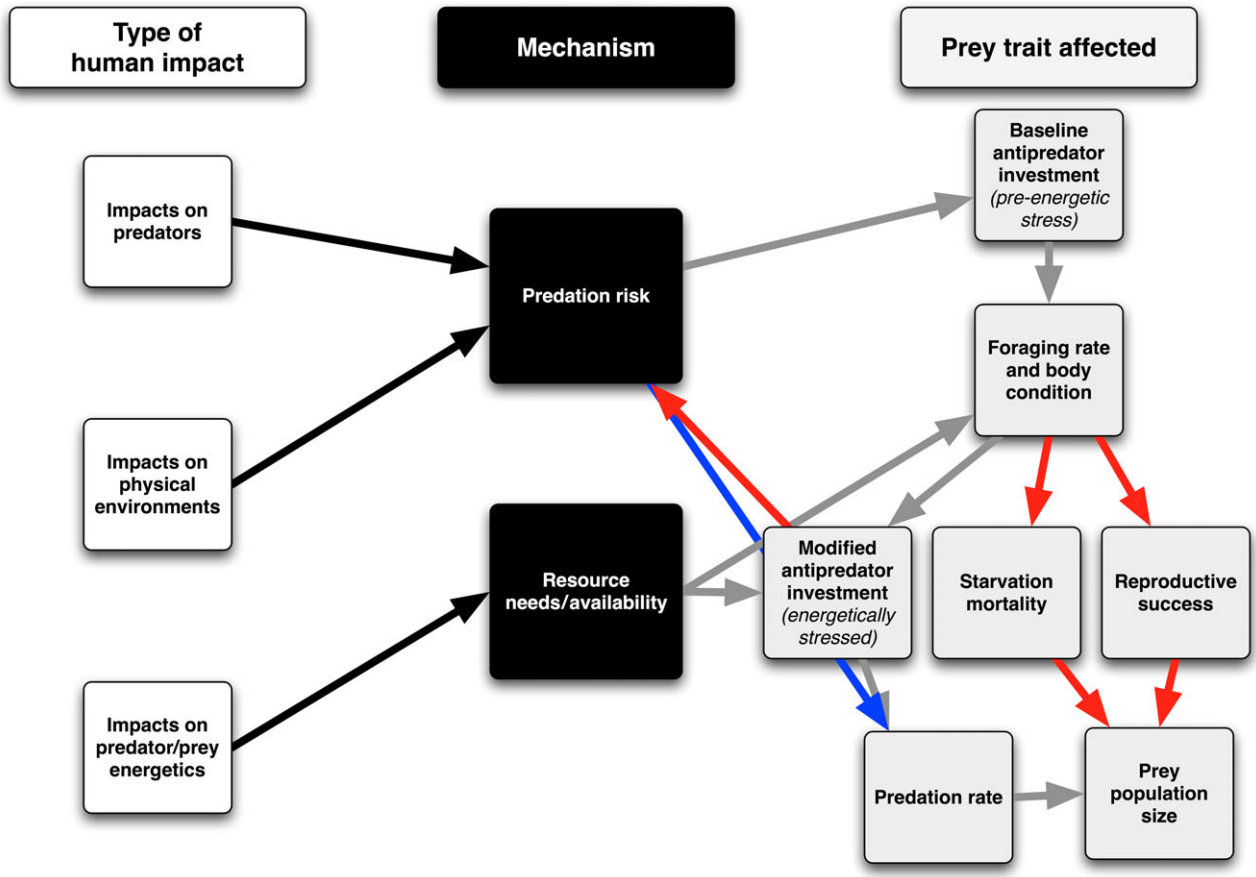 Type of
human impact
Mechanism
Prey trait affected
Baseline
antipredator
investment
(pre-energetic
stress)
Impacts on
predators
Predation risk
Foraging rate
and body
condition
Impacts on
physical
environments
Resource
needs/availability
Modified
antipredator
investment
(energetically
stressed)
Starvation
mortality
Reproductive
success
Impacts on
predator/prey
energetics
Predation rate
Prey
population
size